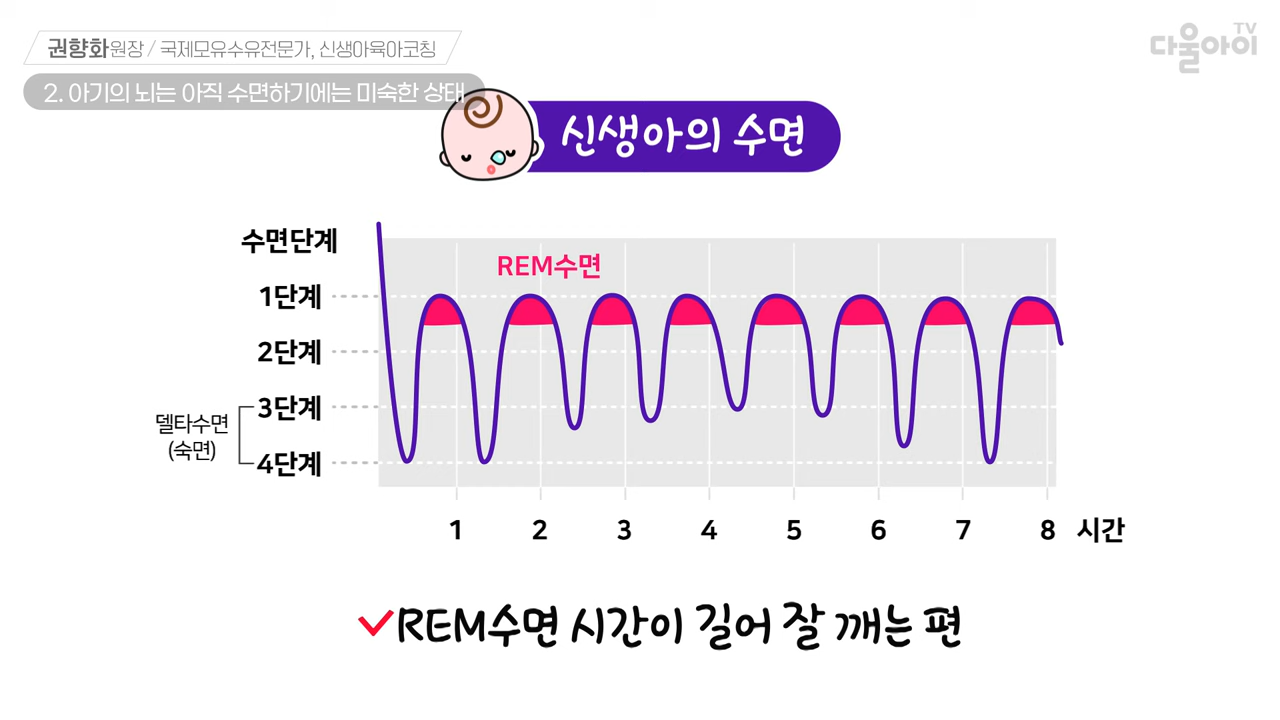 권향화원장 / 국제모유수유전문가, 신생아육아코칭
다울아이 TV
2. 아기의 뇌는 아직 수면하기에는 미숙한 상태
신생아의 수면
수면단계
REM수면
1단계
2단계
3단계
델타수면
(숙면)
4단계
1 2 3 4 5 6 7 8 시간
REM수면 시간이 길어 잘 깨는 편